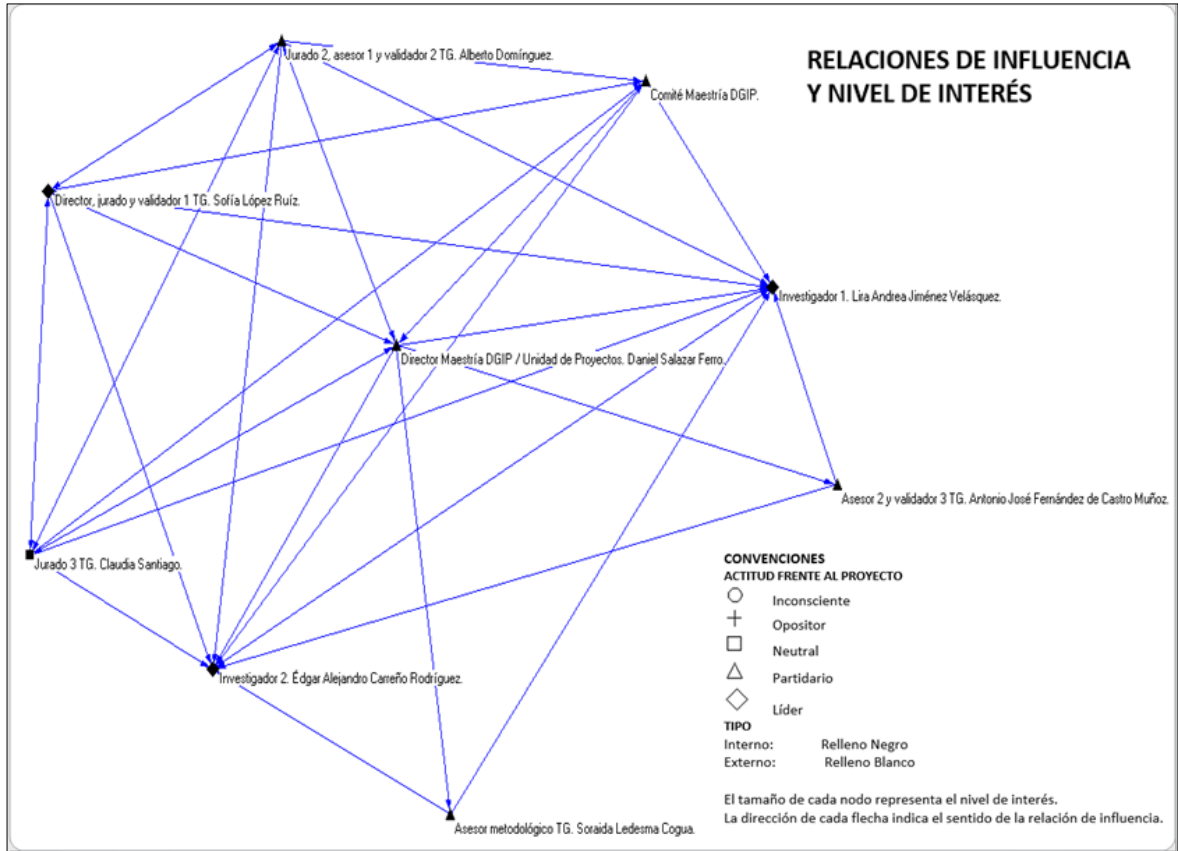 RELACIONES DE INFLUENCIA
Y NIVEL DE INTERÉS
Jurado 2, asesor 1 y validador 2 TG. Alberto Domínguez.
Comité Maestría DGIP.
Director, jurado y validador 1 TG. Sofía López Ruíz.
Investigador 1. Lira Andrea Jiménez Velásquez.
Director Maestría DGIP / Unidad de Proyectos. Daniel Salazar Ferro.
Asesor 2 y validador 3 TG. Antonio José Fernández de Castro Muñoz.
Jurado 3 TG. Claudia Santiago.
Investigador 2. Édgar Alejandro Carreño Rodríguez.
Asesor metodológico TG. Soraida Ledesma Cogua.
CONVENCIONES
ACTITUD FRENTE AL PROYECTO
Inconsciente
Opositor
Neutral
Partidario
Líder
TIPO
Interno: Relleno Negro
Externo: Relleno Blanco
El tamaño de cada nodo representa el nivel de interés.
La dirección de cada flecha indica el sentido de la relación de influencia.